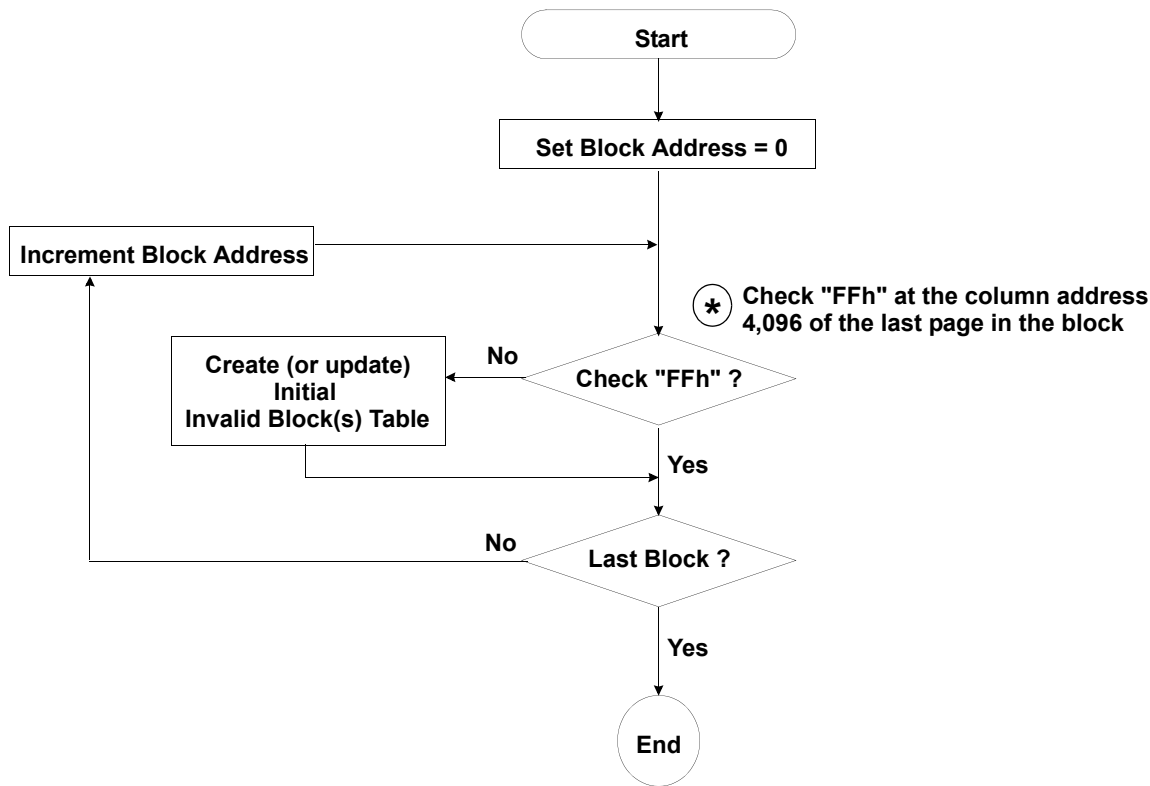 Start
Set Block Address = 0
Increment Block Address
* Check "FFh" at the column address
4,096 of the last page in the block
No
Create (or update)
Initial
Invalid Block(s) Table
Check "FFh" ?
Yes
No
Last Block ?
Yes
End